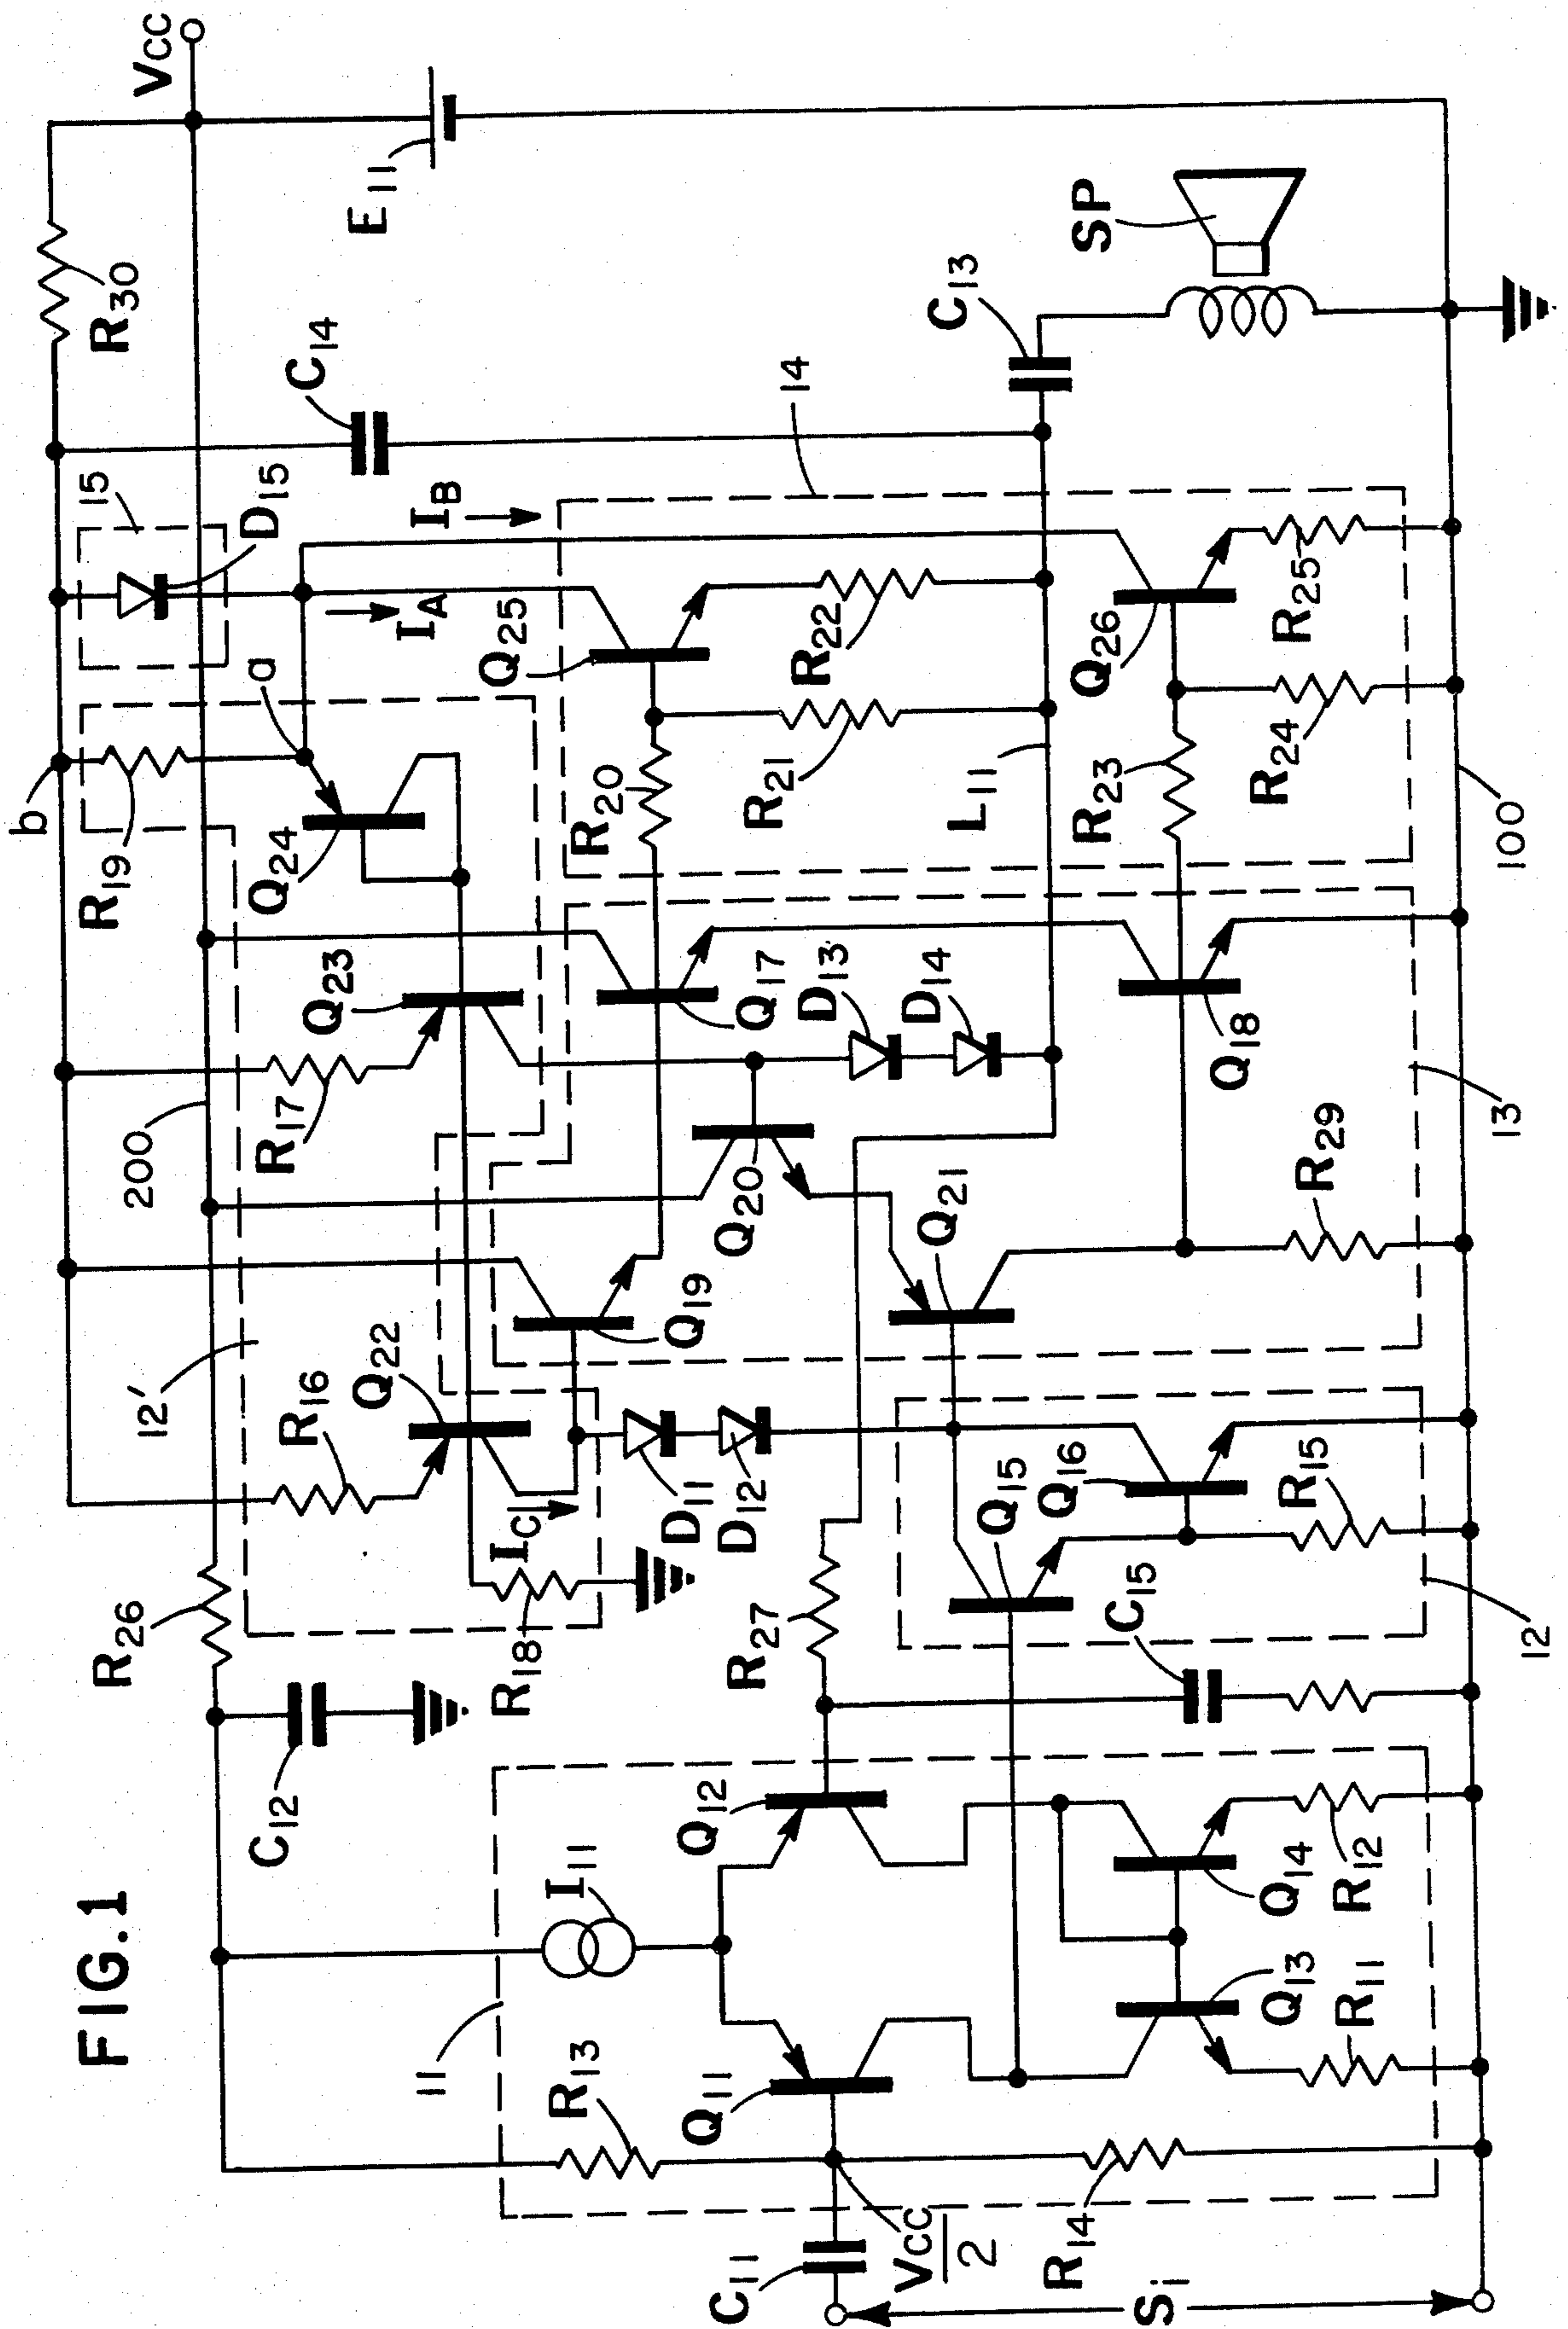 FIG.1
Vcc
b
a
R30
15
D15
C14
E11
R19
Q24
IA
IB
Q25
14
C13
SP
200
R17
Q23
R20
R21
R22
L11
Q26
R23
R24
R25
100
12'
R16
Q22
IC
R18
Q19
Q17
D13
D14
Q18
Q20
Q21
R29
13
R26
C12
D11
D12
R27
Q15
Q16
R15
C15
12
11
I11
Q12
R13
Q11
Q14
R12
Q13
R11
C11
Vcc
2
R14
Si